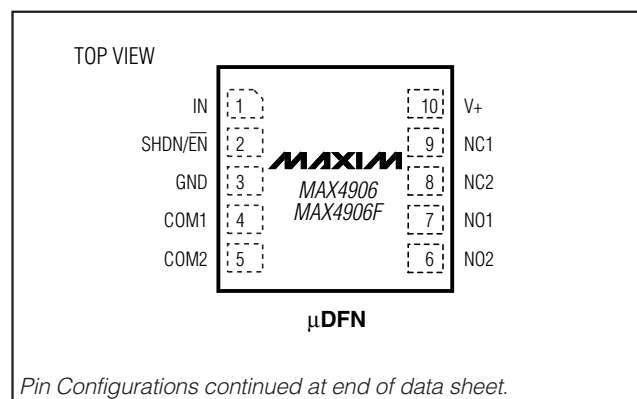 TOP VIEW
IN 1 10 V+
SHDN/EN 2 9 NC1
GND 3 8 NC2
COM1 4 7 NO1
COM2 5 6 NO2
MAXIM
MAX4906
MAX4906F
µDFN
Pin Configurations continued at end of data sheet.